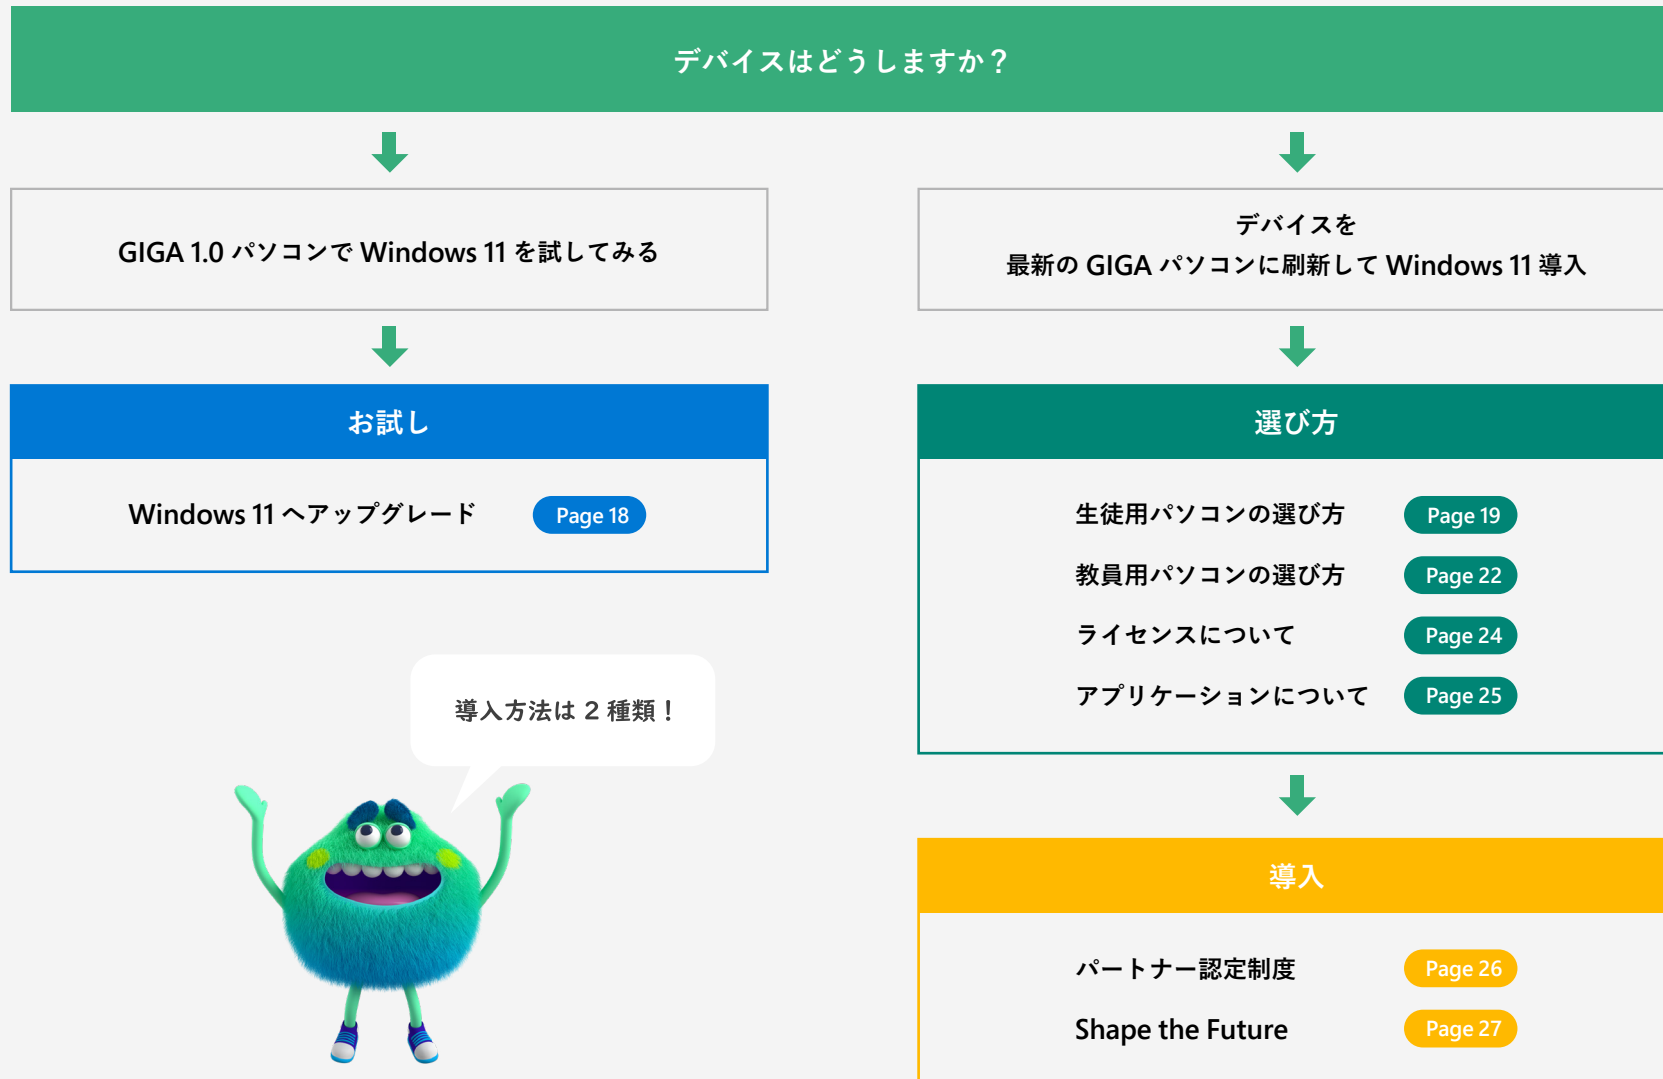 デバイスはどうしますか？
GIGA 1.0 パソコンで Windows 11 を試してみる
お試し
Windows 11 へアップグレード Page 18
導入方法は 2 種類！
デバイスを
最新の GIGA パソコンに刷新して Windows 11 導入
選び方
生徒用パソコンの選び方 Page 19
教員用パソコンの選び方 Page 22
ライセンスについて Page 24
アプリケーションについて Page 25
導入
パートナー認定制度 Page 26
Shape the Future Page 27